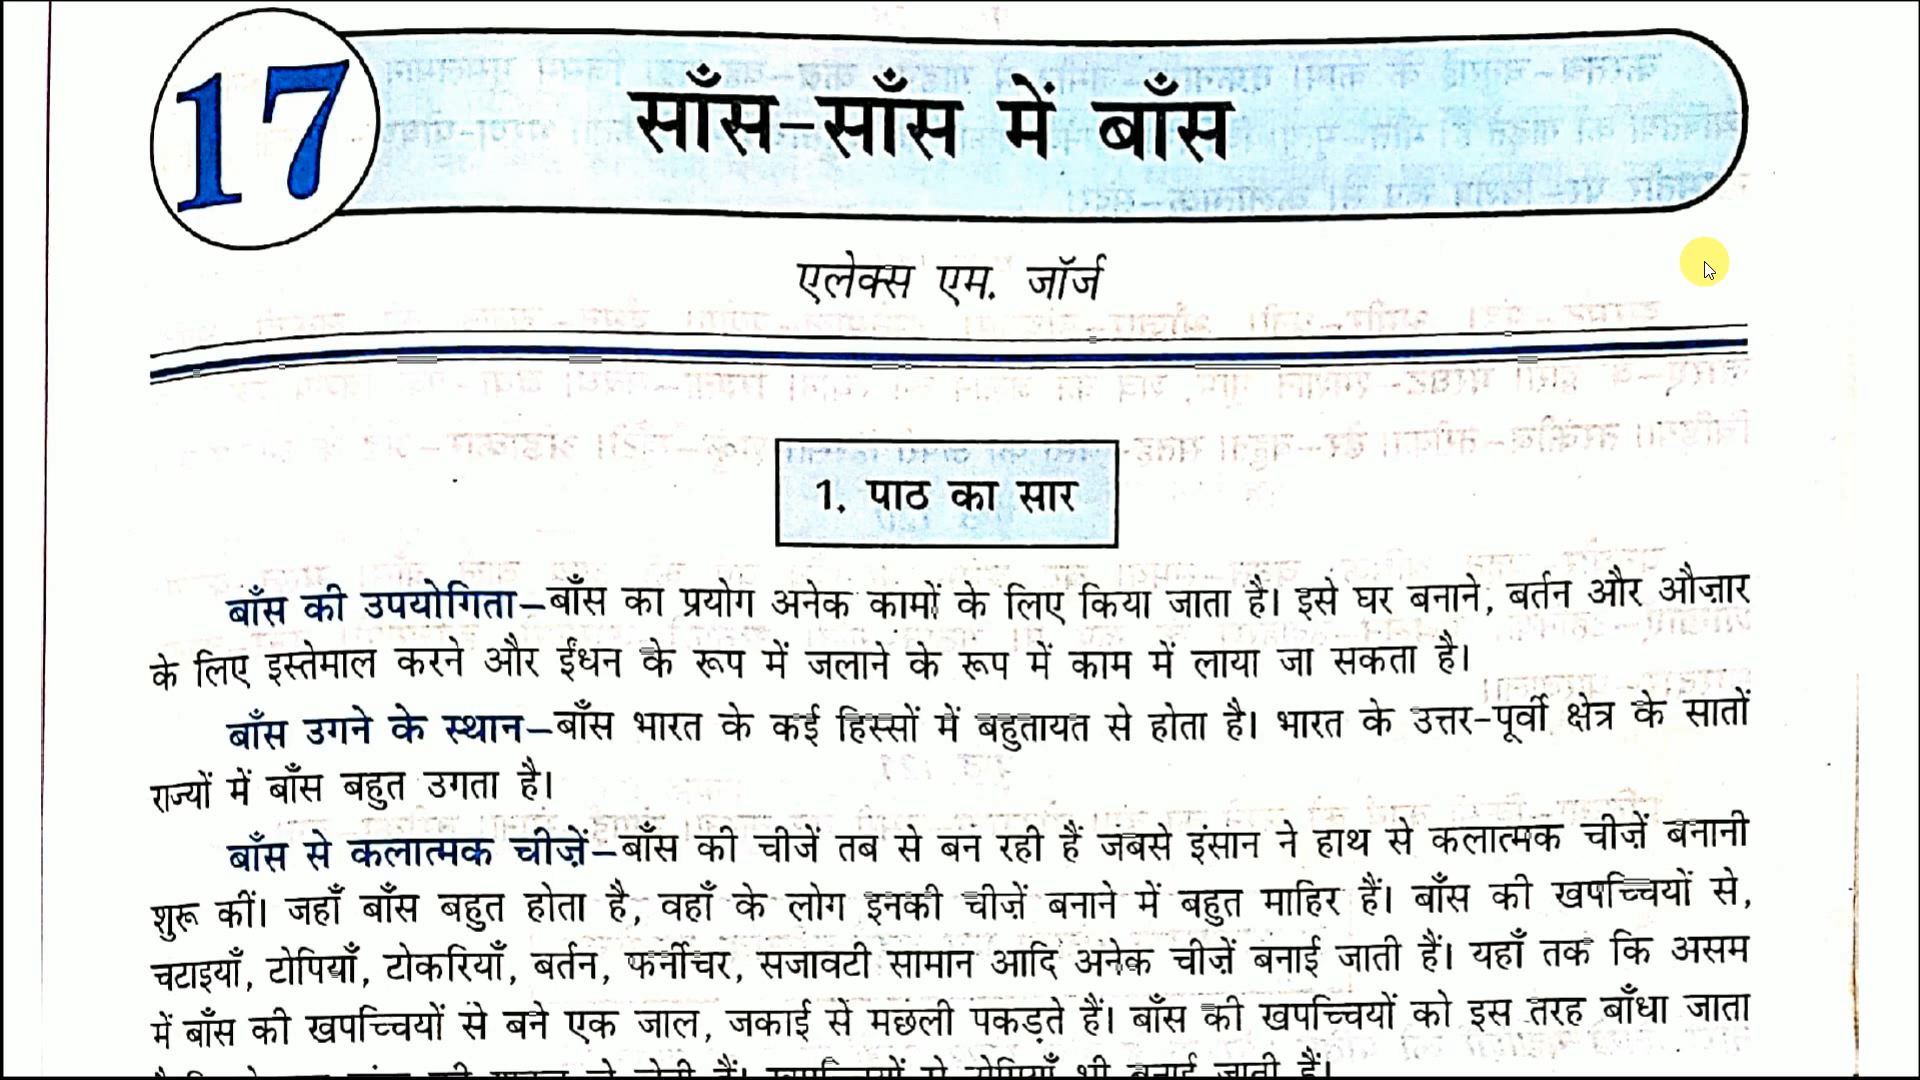 17
साँस-साँस में बाँस
एलेक्स एम. जॉर्ज
1. पाठ का सार
बाँस की उपयोगिता–बाँस का प्रयोग अनेक कामों के लिए किया जाता है। इसे घर बनाने, बर्तन और औज़ार
के लिए इस्तेमाल करने और ईंधन के रूप में जलाने के रूप में काम में लाया जा सकता है।
बाँस उगने के स्थान–बाँस भारत के कई हिस्सों में बहुतायत से होता है। भारत के उत्तर-पूर्वी क्षेत्र के सातों
राज्यों में बाँस बहुत उगता है।
बाँस से कलात्मक चीज़ें–बाँस की चीजें तब से बन रही हैं जबसे इंसान ने हाथ से कलात्मक चीज़ें बनानी
शुरू कीं। जहाँ बाँस बहुत होता है, वहाँ के लोग इनकी चीज़ें बनाने में बहुत माहिर हैं। बाँस की खपच्चियों से,
चटाइयाँ, टोपियाँ, टोकरियाँ, बर्तन, फर्नीचर, सजावटी सामान आदि अनेक चीज़ें बनाई जाती हैं। यहाँ तक कि असम
में बाँस की खपच्चियों से बने एक जाल, जकाई से मछली पकड़ते हैं। बाँस की खपच्चियों को इस तरह बाँधा जाता